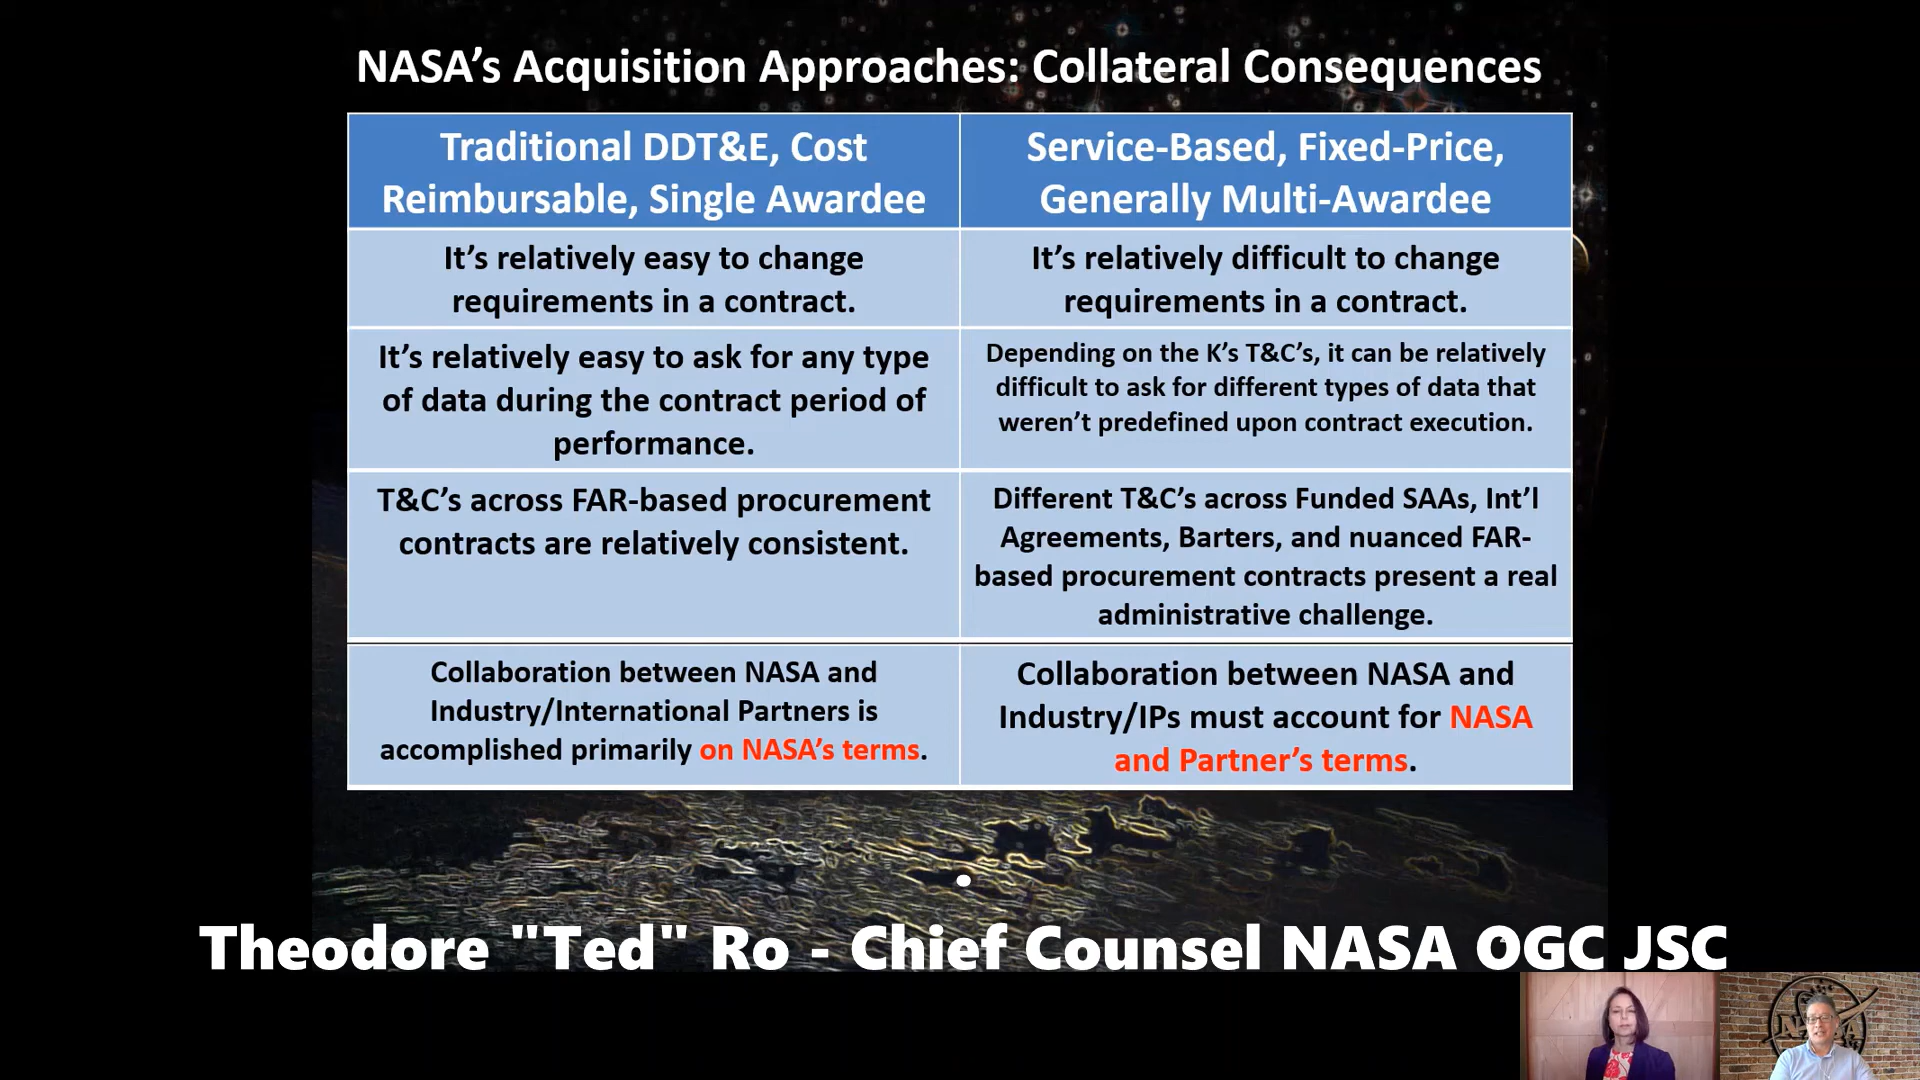 NASA's Acquisition Approaches: Collateral Consequences
Traditional DDT&E, Cost
Reimbursable, Single Awardee
Service-Based, Fixed-Price,
Generally Multi-Awardee
It's relatively easy to change
requirements in a contract.
It's relatively difficult to change
requirements in a contract.
It's relatively easy to ask for any type
of data during the contract period of
performance.
Depending on the K's T&C's, it can be relatively
difficult to ask for different types of data that
weren't predefined upon contract execution.
T&C's across FAR-based procurement
contracts are relatively consistent.
Different T&C's across Funded SAAs, Int'l
Agreements, Barters, and nuanced FAR-
based procurement contracts present a real
administrative challenge.
Collaboration between NASA and
Industry/International Partners is
accomplished primarily on NASA's terms.
Collaboration between NASA and
Industry/IPs must account for NASA
and Partner's terms.
Theodore "Ted" Ro - Chief Counsel NASA OGC JSC
NASA